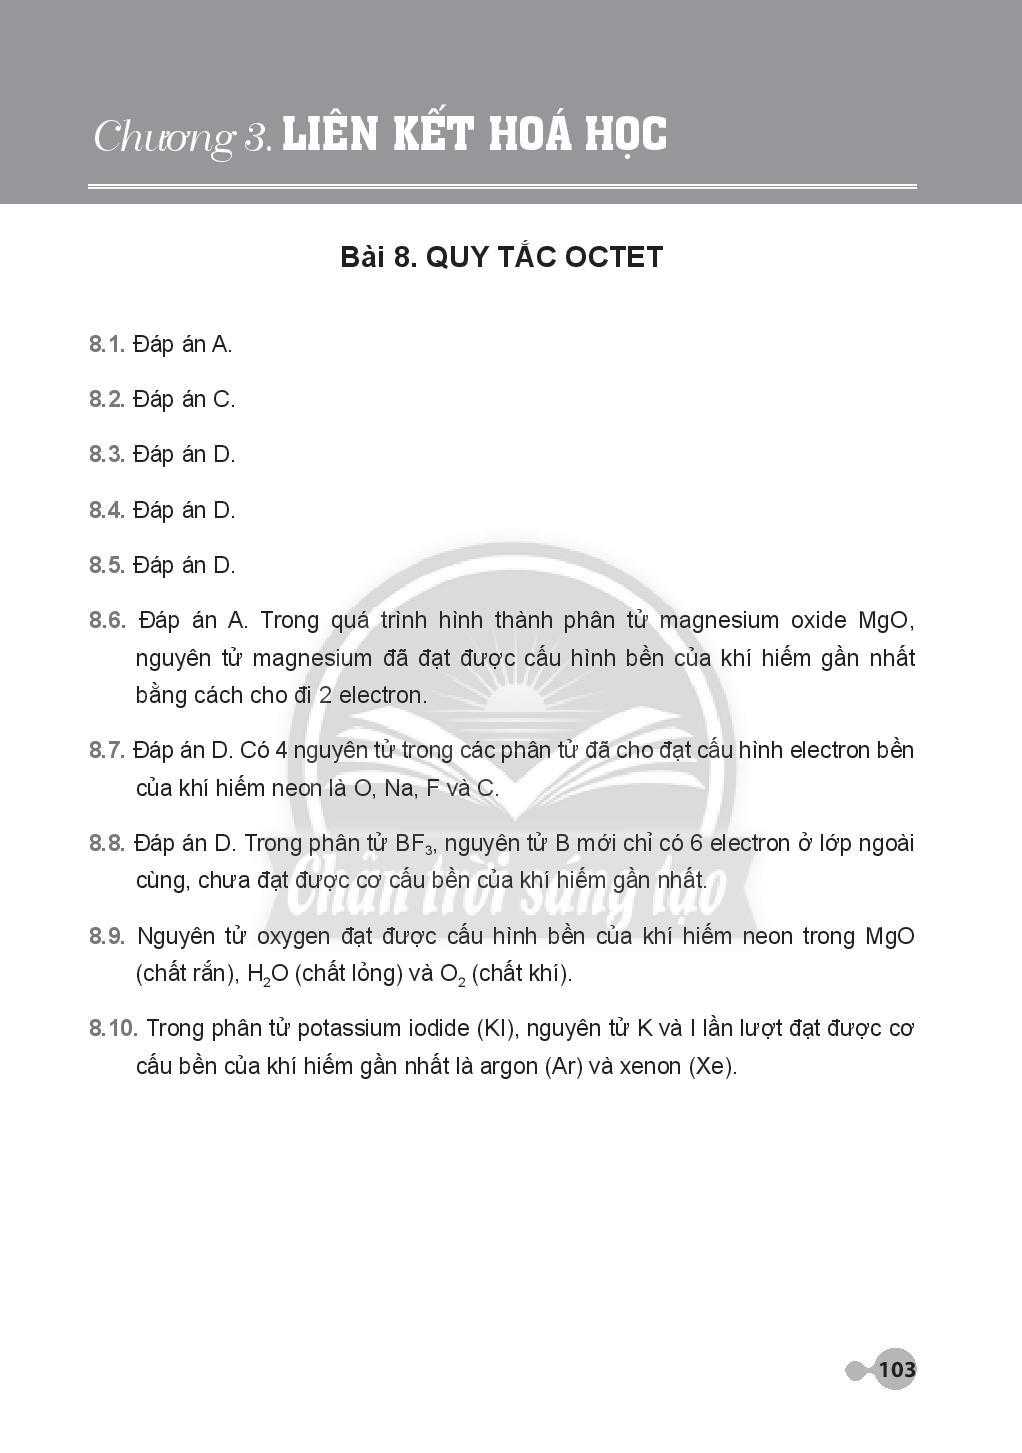 Chương 3. LIÊN KẾT HOÁ HỌC
Bài 8. QUY TẮC OCTET
8.1. Đáp án A.
8.2. Đáp án C.
8.3. Đáp án D.
8.4. Đáp án D.
8.5. Đáp án D.
8.6. Đáp án A. Trong quá trình hình thành phân tử magnesium oxide MgO,
nguyên tử magnesium đã đạt được cấu hình bền của khí hiếm gần nhất
bằng cách cho đi 2 electron.
8.7. Đáp án D. Có 4 nguyên tử trong các phân tử đã cho đạt cấu hình electron bền
của khí hiếm neon là O, Na, F và C.
8.8. Đáp án D. Trong phân tử BF₃, nguyên tử B mới chỉ có 6 electron ở lớp ngoài
cùng, chưa đạt được cơ cấu bền của khí hiếm gần nhất.
Chân trời sáng tạo
8.9. Nguyên tử oxygen đạt được cấu hình bền của khí hiếm neon trong MgO
(chất rắn), H₂O (chất lỏng) và O₂ (chất khí).
8.10. Trong phân tử potassium iodide (KI), nguyên tử K và I lần lượt đạt được cơ
cấu bền của khí hiếm gần nhất là argon (Ar) và xenon (Xe).
103